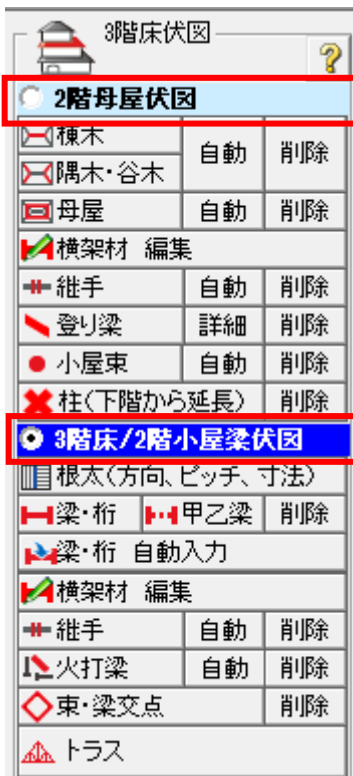 3階床伏図
?
2階母屋伏図
棟木 自動 削除
隅木・谷木
母屋 自動 削除
横架材 編集
継手 自動 削除
登り梁 詳細 削除
小屋束 自動 削除
柱(下階から延長) 削除
3階床/2階小屋梁伏図
根太(方向、ピッチ、寸法)
梁・桁 甲乙梁 削除
梁・桁 自動入力
横架材 編集
継手 自動 削除
火打梁 自動 削除
束・梁交点 削除
トラス